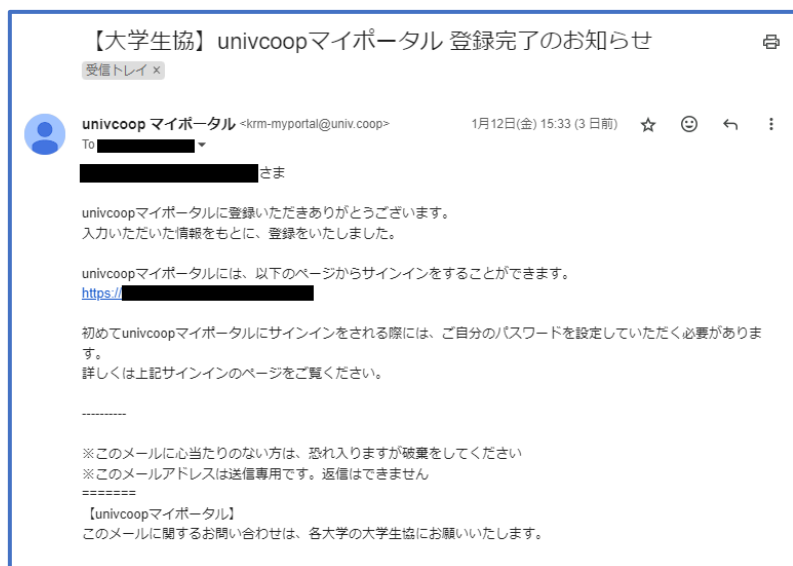 【大学生協】univcoopマイポータル 登録完了のお知らせ
受信トレイ ×
univcoop マイポータル <krm-myportal@univ.coop> 1月12日(金) 15:33 (3 日前)
To
さま
univcoopマイポータルに登録いただきありがとうございます。
入力いただいた情報をもとに、登録をいたしました。
univcoopマイポータルには、以下のページからサインインをすることができます。
https://
初めてunivcoopマイポータルにサインインをされる際には、ご自分のパスワードを設定していただく必要がありま
す。
詳しくは上記サインインのページをご覧ください。
----------
※このメールに心当たりのない方は、恐れ入りますが破棄をしてください
※このメールアドレスは送信専用です。返信はできません
=======
【univcoopマイポータル】
このメールに関するお問い合わせは、各大学の大学生協にお願いいたします。